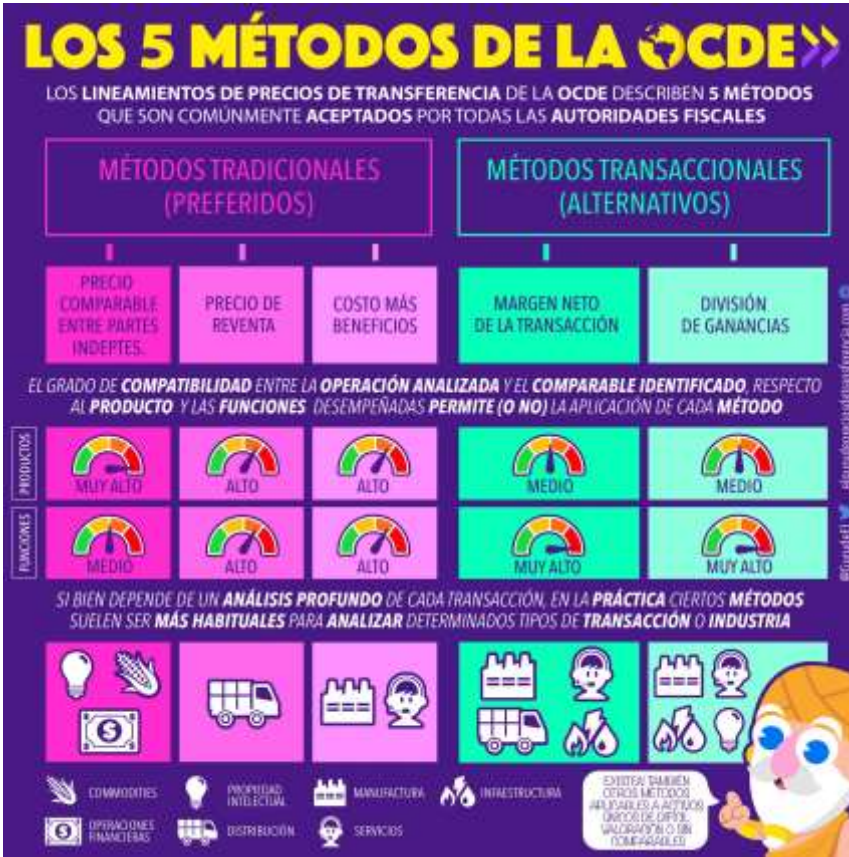 LOS 5 MÉTODOS DE LA OCDE»
LOS LINEAMIENTOS DE PRECIOS DE TRANSFERENCIA DE LA OCDE DESCRIBEN 5 MÉTODOS
QUE SON COMÚNMENTE ACEPTADOS POR TODAS LAS AUTORIDADES FISCALES
MÉTODOS TRADICIONALES
(PREFERIDOS)
MÉTODOS TRANSACCIONALES
(ALTERNATIVOS)
PRECIO
COMPARABLE
ENTRE PARTES
INDEPTES.
PRECIO DE
REVENTA
COSTO MÁS
BENEFICIOS
MARGEN NETO
DE LA TRANSACCIÓN
DIVISIÓN
DE GANANCIAS
EL GRADO DE COMPATIBILIDAD ENTRE LA OPERACIÓN ANALIZADA Y EL COMPARABLE IDENTIFICADO, RESPECTO
AL PRODUCTO Y LAS FUNCIONES DESEMPEÑADAS PERMITE (O NO) LA APLICACIÓN DE CADA MÉTODO
PRODUCTOS
MUY ALTO
ALTO
ALTO
MEDIO
MEDIO
FUNCIONES
MEDIO
ALTO
ALTO
MUY ALTO
MUY ALTO
SI BIEN DEPENDE DE UN ANÁLISIS PROFUNDO DE CADA TRANSACCIÓN, EN LA PRÁCTICA CIERTOS MÉTODOS
SUELEN SER MÁS HABITUALES PARA ANALIZAR DETERMINADOS TIPOS DE TRANSACCIÓN O INDUSTRIA
COMMODITIES
PROPIEDAD
INTELECTUAL
MANUFACTURA
INFAESTRUCTURA
OPERACIONES
FINANCIERAS
DISTRIBUCIÓN
SERVICIOS
EXISTEN TAMBIÉN
OTROS MÉTODOS
APLICABLES A ACTIVOS
ÚNICOS DE DIFÍCIL
VALORACIÓN O SIN
COMPARABLES